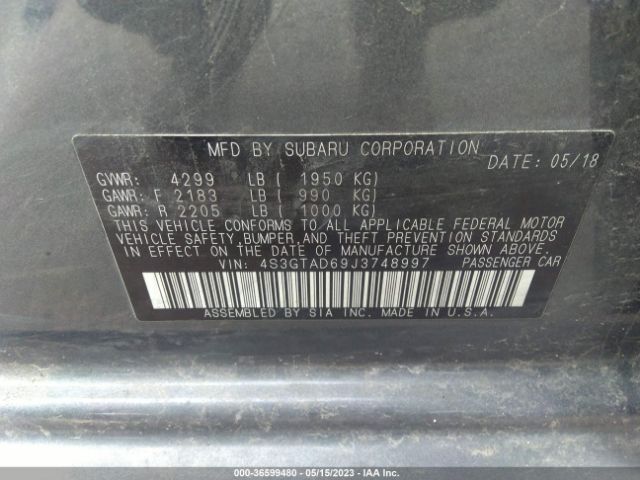 MFD BY SUBARU CORPORATION
DATE: 05/18
GVWR: 4299 LB ( 1950 KG)
GAWR: F 2183 LB ( 990 KG)
GAWR: R 2205 LB ( 1000 KG)
THIS VEHICLE CONFORMS TO ALL APPLICABLE FEDERAL MOTOR
VEHICLE SAFETY, BUMPER, AND THEFT PREVENTION STANDARDS
IN EFFECT ON THE DATE OF MANUFACTURE SHOWN ABOVE.
VIN: 4S3GTAD69J3748997 PASSENGER CAR
ASSEMBLED BY SIA INC. MADE IN U.S.A.
000-36599480 - 05/15/2023 - IAA Inc.